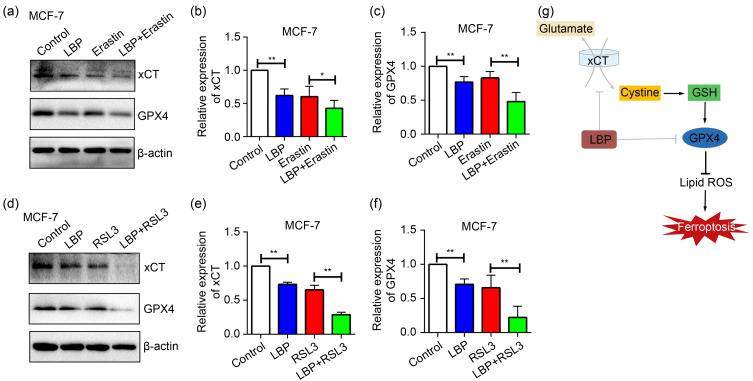 (a)
MCF-7
Control
LBP
Erastin
LBP+Erastin
xCT
GPX4
β-actin
(b)
MCF-7
Relative expression
of xCT
1.5
1.0
0.5
0.0
**
*
Control
LBP
Erastin
LBP+Erastin
(c)
MCF-7
Relative expression
of GPX4
1.5
1.0
0.5
0.0
**
**
Control
LBP
Erastin
LBP+Erastin
(g)
Glutamate
xCT
Cystine
GSH
LBP
GPX4
Lipid ROS
Ferroptosis
(d)
MCF-7
Control
LBP
RSL3
LBP+RSL3
xCT
GPX4
β-actin
(e)
MCF-7
Relative expression
of xCT
1.5
1.0
0.5
0.0
**
**
Control
LBP
RSL3
LBP+RSL3
(f)
MCF-7
Relative expression
of GPX4
1.5
1.0
0.5
0.0
**
**
Control
LBP
RSL3
LBP+RSL3